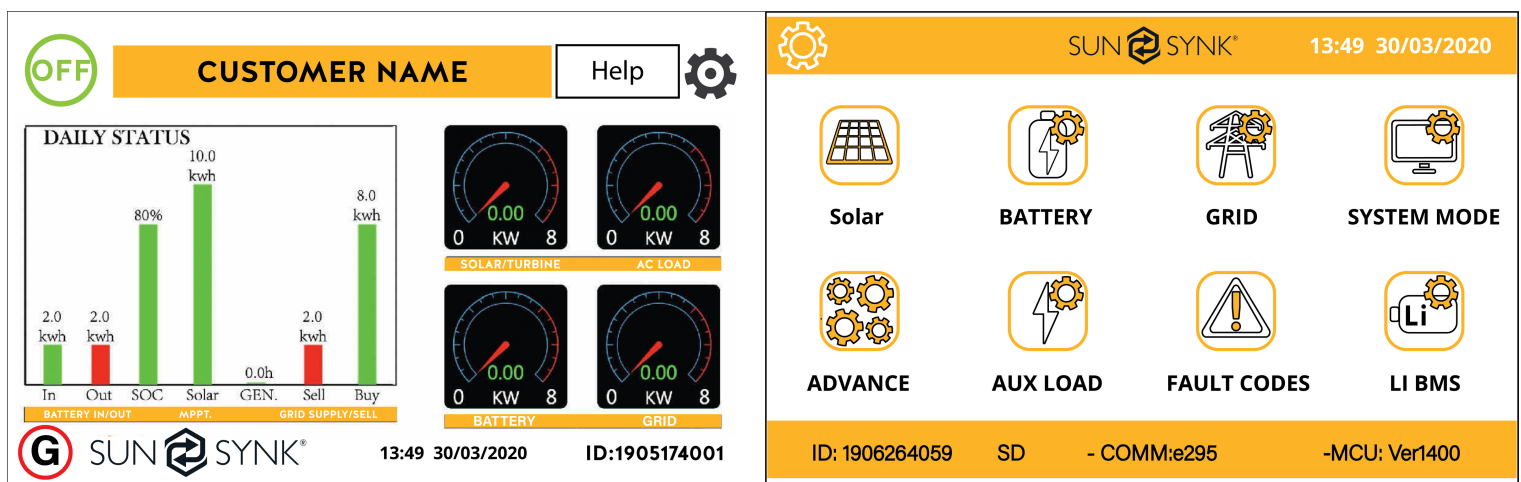 OFF
CUSTOMER NAME
Help
DAILY STATUS
10.0
kwh
80%
8.0
kwh
2.0
kwh
2.0
kwh
2.0
kwh
0.0h
In Out SOC Solar GEN. Sell Buy
BATTERY IN/OUT MPPT. GRID SUPPLY/SELL
0.00
0 KW 8
SOLAR/TURBINE
0.00
0 KW 8
AC LOAD
0.00
0 KW 8
BATTERY
0.00
0 KW 8
GRID
G
SUN SYNK®
13:49 30/03/2020
ID:1905174001
SUN SYNK®
13:49 30/03/2020
Solar
BATTERY
GRID
SYSTEM MODE
ADVANCE
AUX LOAD
FAULT CODES
Li
LI BMS
ID: 1906264059 SD - COMM:e295 -MCU: Ver1400